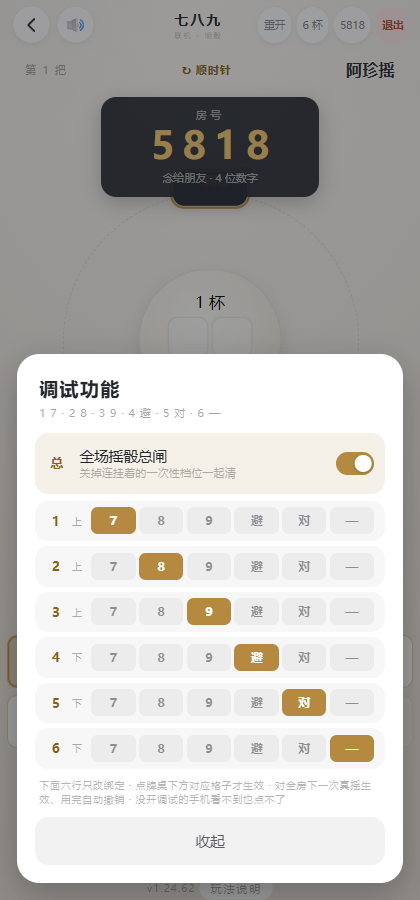 七八九
重开
6 杯
5818
退出
第 1 把
↻ 顺时针
阿珍摇
房号
5818
念给朋友 · 4 位数字
1 杯
调试功能
1 7 · 2 8 · 3 9 · 4 避 · 5 对 · 6 —
总
全场摇骰总闸
关掉连挂着的一次性档位一起清
1 上 7 8 9 避 对 —
2 上 7 8 9 避 对 —
3 上 7 8 9 避 对 —
4 下 7 8 9 避 对 —
5 下 7 8 9 避 对 —
6 下 7 8 9 避 对 —
下面六行只改绑定 · 点牌桌下方对应格子才生效 · 对全房下一次真摇生
效、用完自动撤销 · 没开调试的手机看不到也点不了
收起
v1.24.62
玩法说明